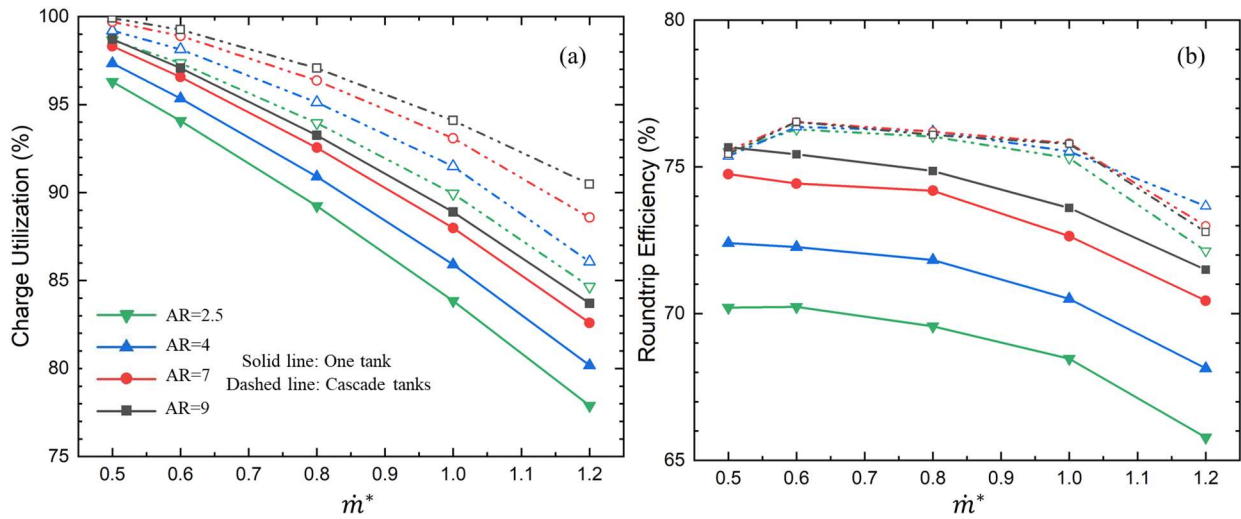 (a)
Charge Utilization (%)
100
95
90
85
80
75
AR=2.5
AR=4
AR=7
AR=9
Solid line: One tank
Dashed line: Cascade tanks
0.5 0.6 0.7 0.8 0.9 1.0 1.1 1.2
ṁ*
(b)
Roundtrip Efficiency (%)
80
75
70
65
0.5 0.6 0.7 0.8 0.9 1.0 1.1 1.2
ṁ*